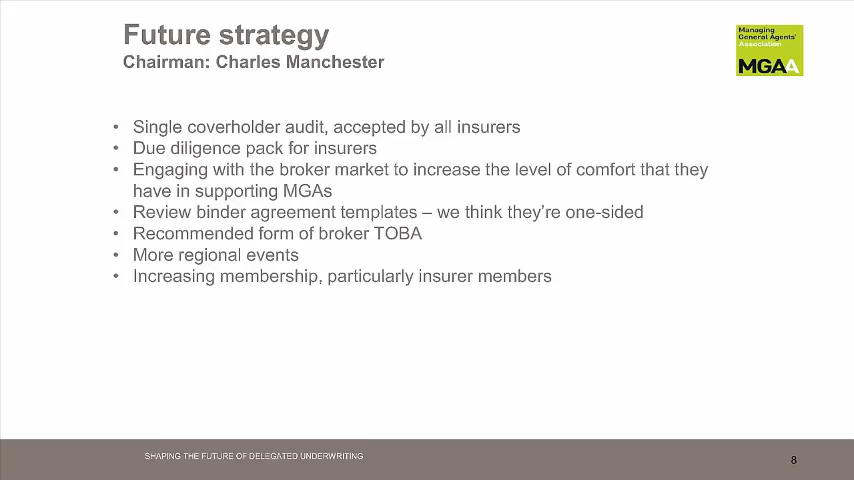 Future strategy
Chairman: Charles Manchester
Managing
General Agents'
Association
MGAA
• Single coverholder audit, accepted by all insurers
• Due diligence pack for insurers
• Engaging with the broker market to increase the level of comfort that they
have in supporting MGAs
• Review binder agreement templates – we think they're one-sided
• Recommended form of broker TOBA
• More regional events
• Increasing membership, particularly insurer members
SHAPING THE FUTURE OF DELEGATED UNDERWRITING
8